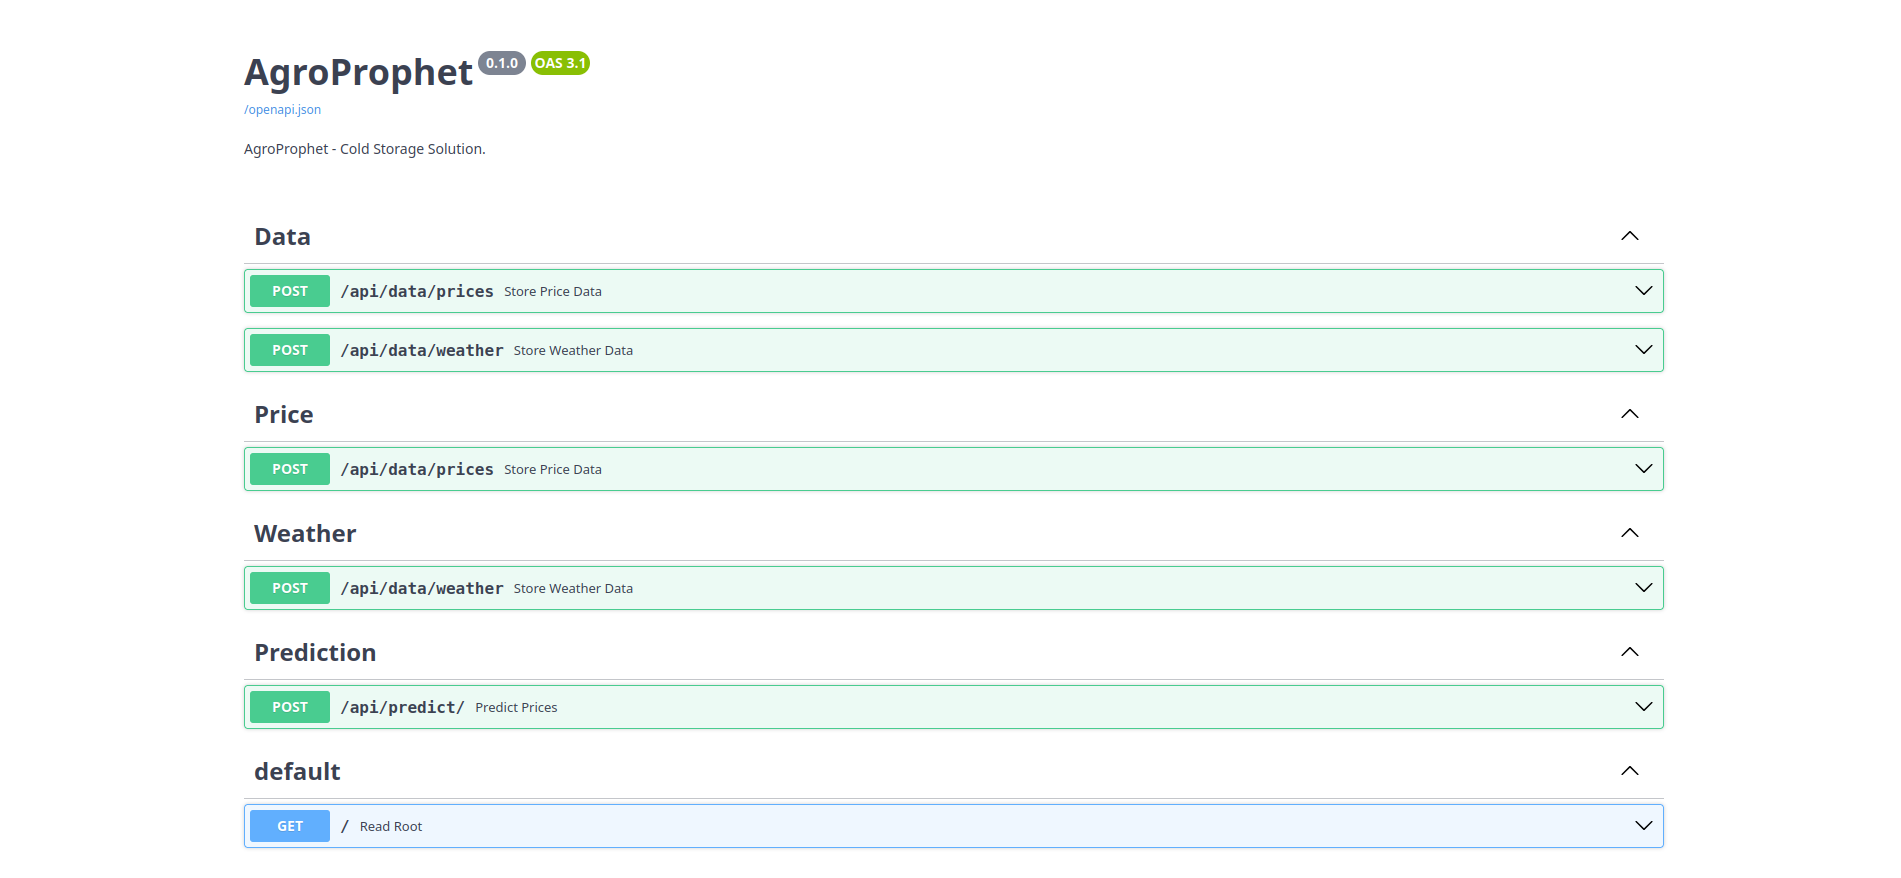 AgroProphet 0.1.0 OAS 3.1
/openapi.json
AgroProphet - Cold Storage Solution.
Data
POST /api/data/prices Store Price Data
POST /api/data/weather Store Weather Data
Price
POST /api/data/prices Store Price Data
Weather
POST /api/data/weather Store Weather Data
Prediction
POST /api/predict/ Predict Prices
default
GET / Read Root